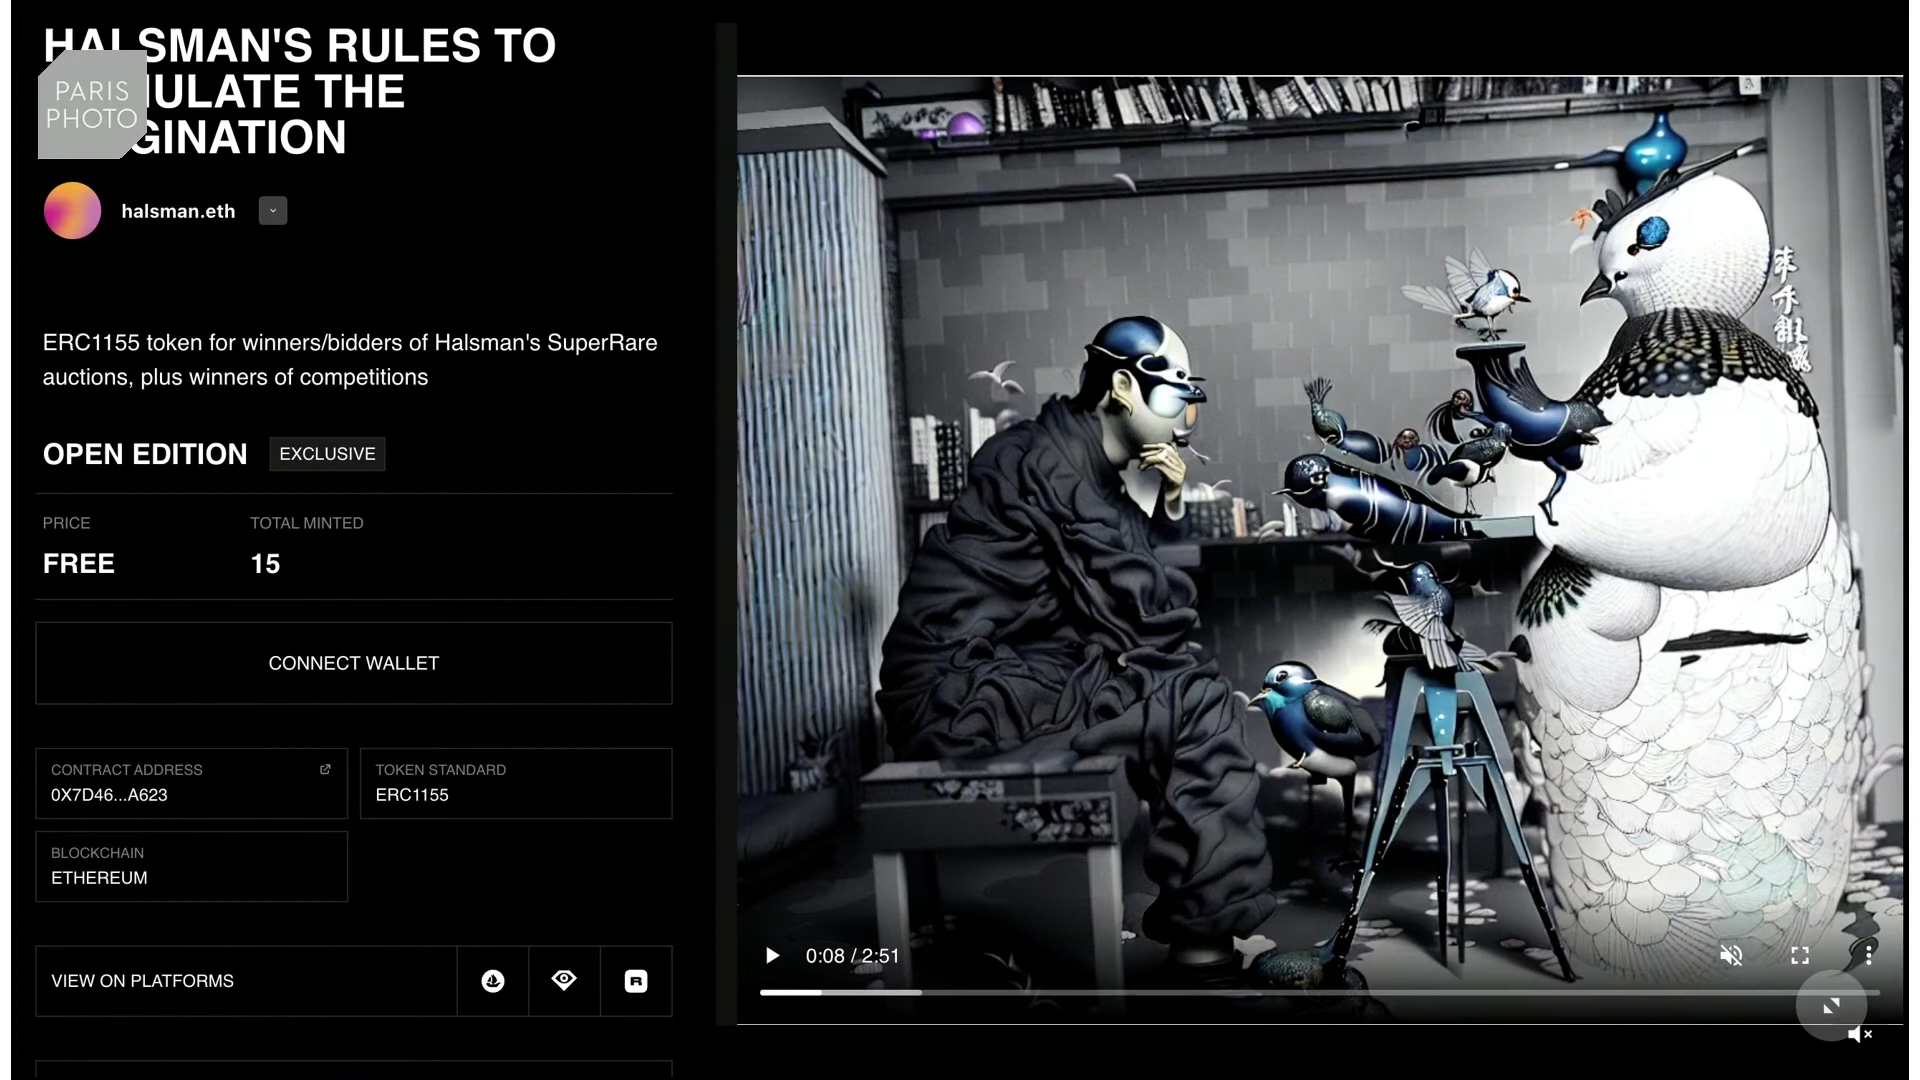 HALSMAN'S RULES TO
ULATE THE
GINATION
PARIS
PHOTO
halsman.eth
ERC1155 token for winners/bidders of Halsman's SuperRare
auctions, plus winners of competitions
OPEN EDITION EXCLUSIVE
PRICE TOTAL MINTED
FREE 15
CONNECT WALLET
CONTRACT ADDRESS
0X7D46...A623
TOKEN STANDARD
ERC1155
BLOCKCHAIN
ETHEREUM
VIEW ON PLATFORMS
R
0:08 / 2:51